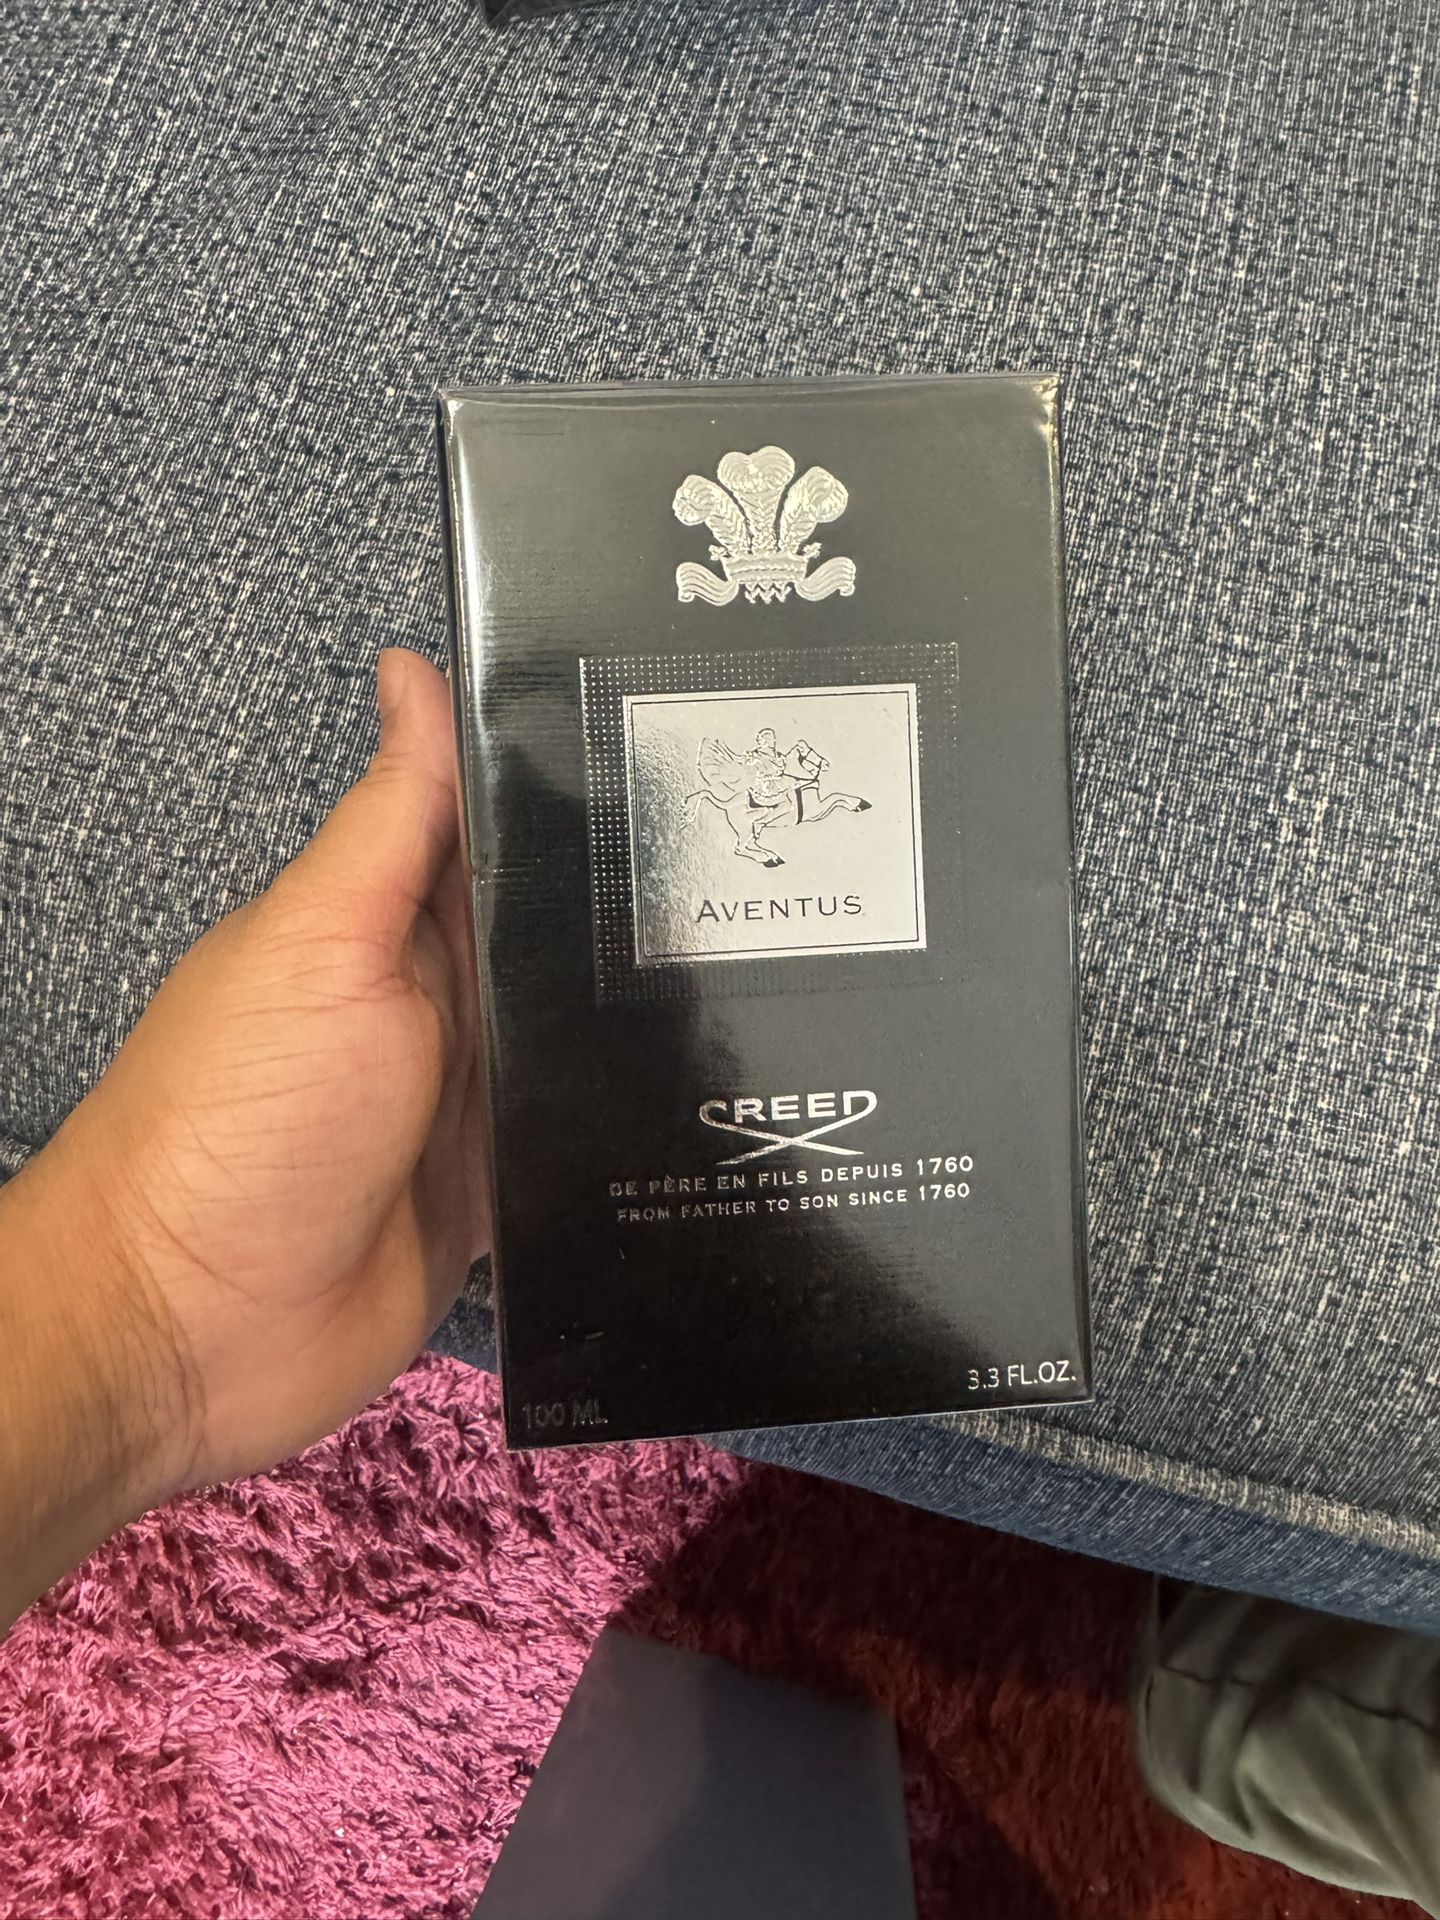 AVENTUS
CREED
DE PÈRE EN FILS DEPUIS 1760
FROM FATHER TO SON SINCE 1760
100 ML
3.3 FL.OZ.